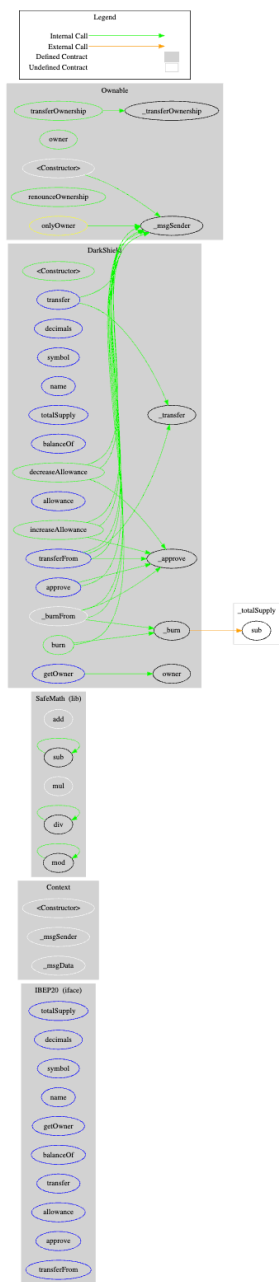 Legend
Internal Call
External Call
Defined Contract
Undefined Contract
Ownable
transferOwnership
_transferOwnership
owner
<Constructor>
renounceOwnership
onlyOwner
_msgSender
DarkShield
<Constructor>
transfer
decimals
symbol
name
totalSupply
_transfer
balanceOf
decreaseAllowance
allowance
increaseAllowance
transferFrom
_approve
approve
_burnFrom
_burn
burn
getOwner
owner
_totalSupply
sub
SafeMath (lib)
add
sub
mul
div
mod
Context
<Constructor>
_msgSender
_msgData
IBEP20 (iface)
totalSupply
decimals
symbol
name
getOwner
balanceOf
transfer
allowance
approve
transferFrom